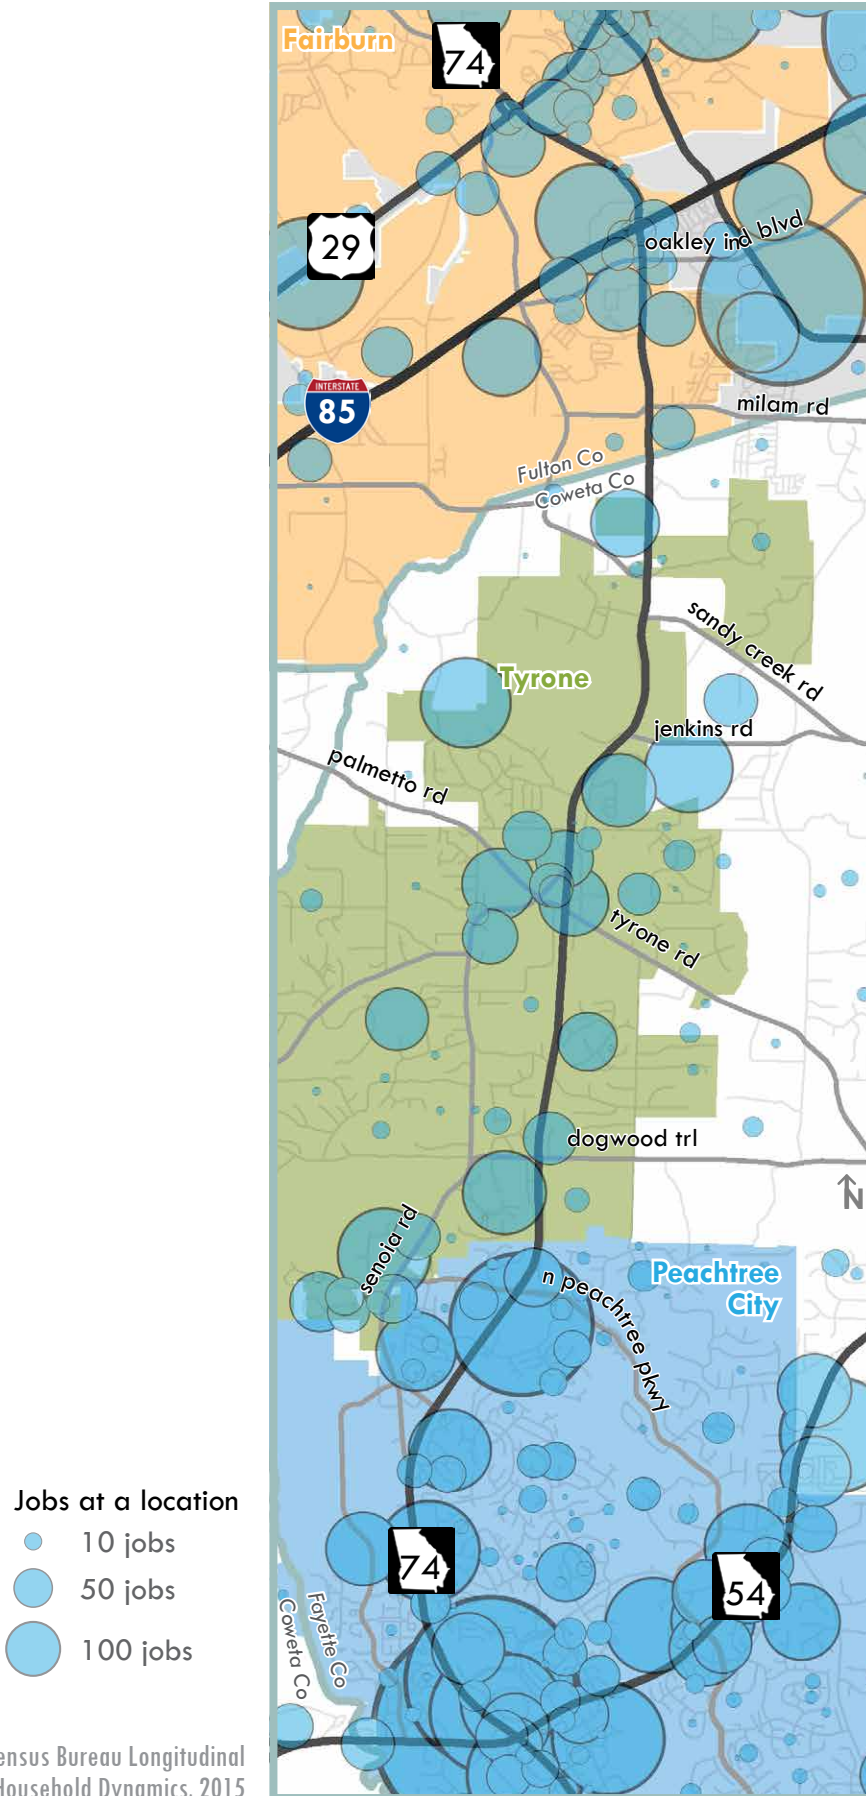 Fairburn
74
29
oakley ind blvd
INTERSTATE
85
milam rd
Fulton Co
Coweta Co
sandy creek rd
Tyrone
jenkins rd
palmetto rd
tyrone rd
dogwood trl
N
senoia rd
n peachtree pkwy
Peachtree
City
Jobs at a location
10 jobs
50 jobs
100 jobs
74
54
Fayette Co
Coweta Co
ensus Bureau Longitudinal
Household Dynamics, 2015